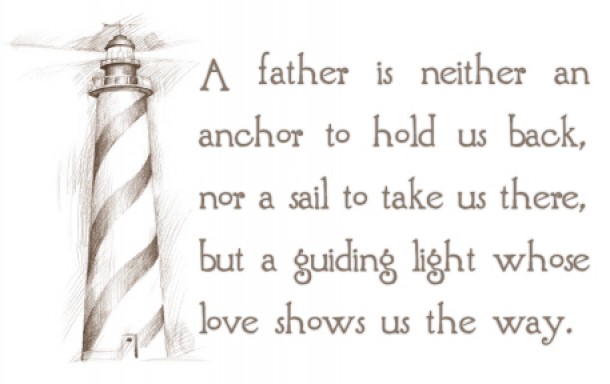 A father is neither an
anchor to hold us back,
nor a sail to take us there,
but a guiding light whose
love shows us the way.